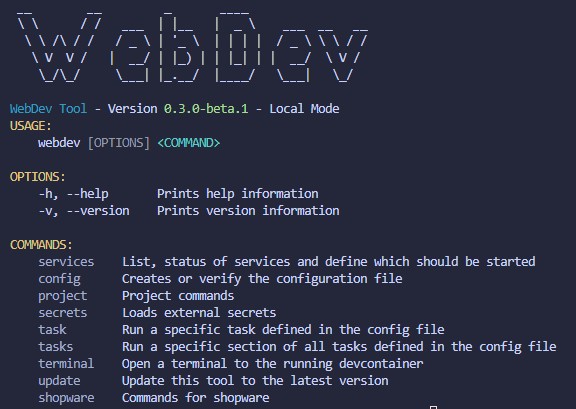 WebDev
WebDev Tool - Version 0.3.0-beta.1 - Local Mode
USAGE:
webdev [OPTIONS] <COMMAND>
OPTIONS:
-h, --help Prints help information
-v, --version Prints version information
COMMANDS:
services List, status of services and define which should be started
config Creates or verify the configuration file
project Project commands
secrets Loads external secrets
task Run a specific task defined in the config file
tasks Run a specific section of all tasks defined in the config file
terminal Open a terminal to the running devcontainer
update Update this tool to the latest version
shopware Commands for shopware